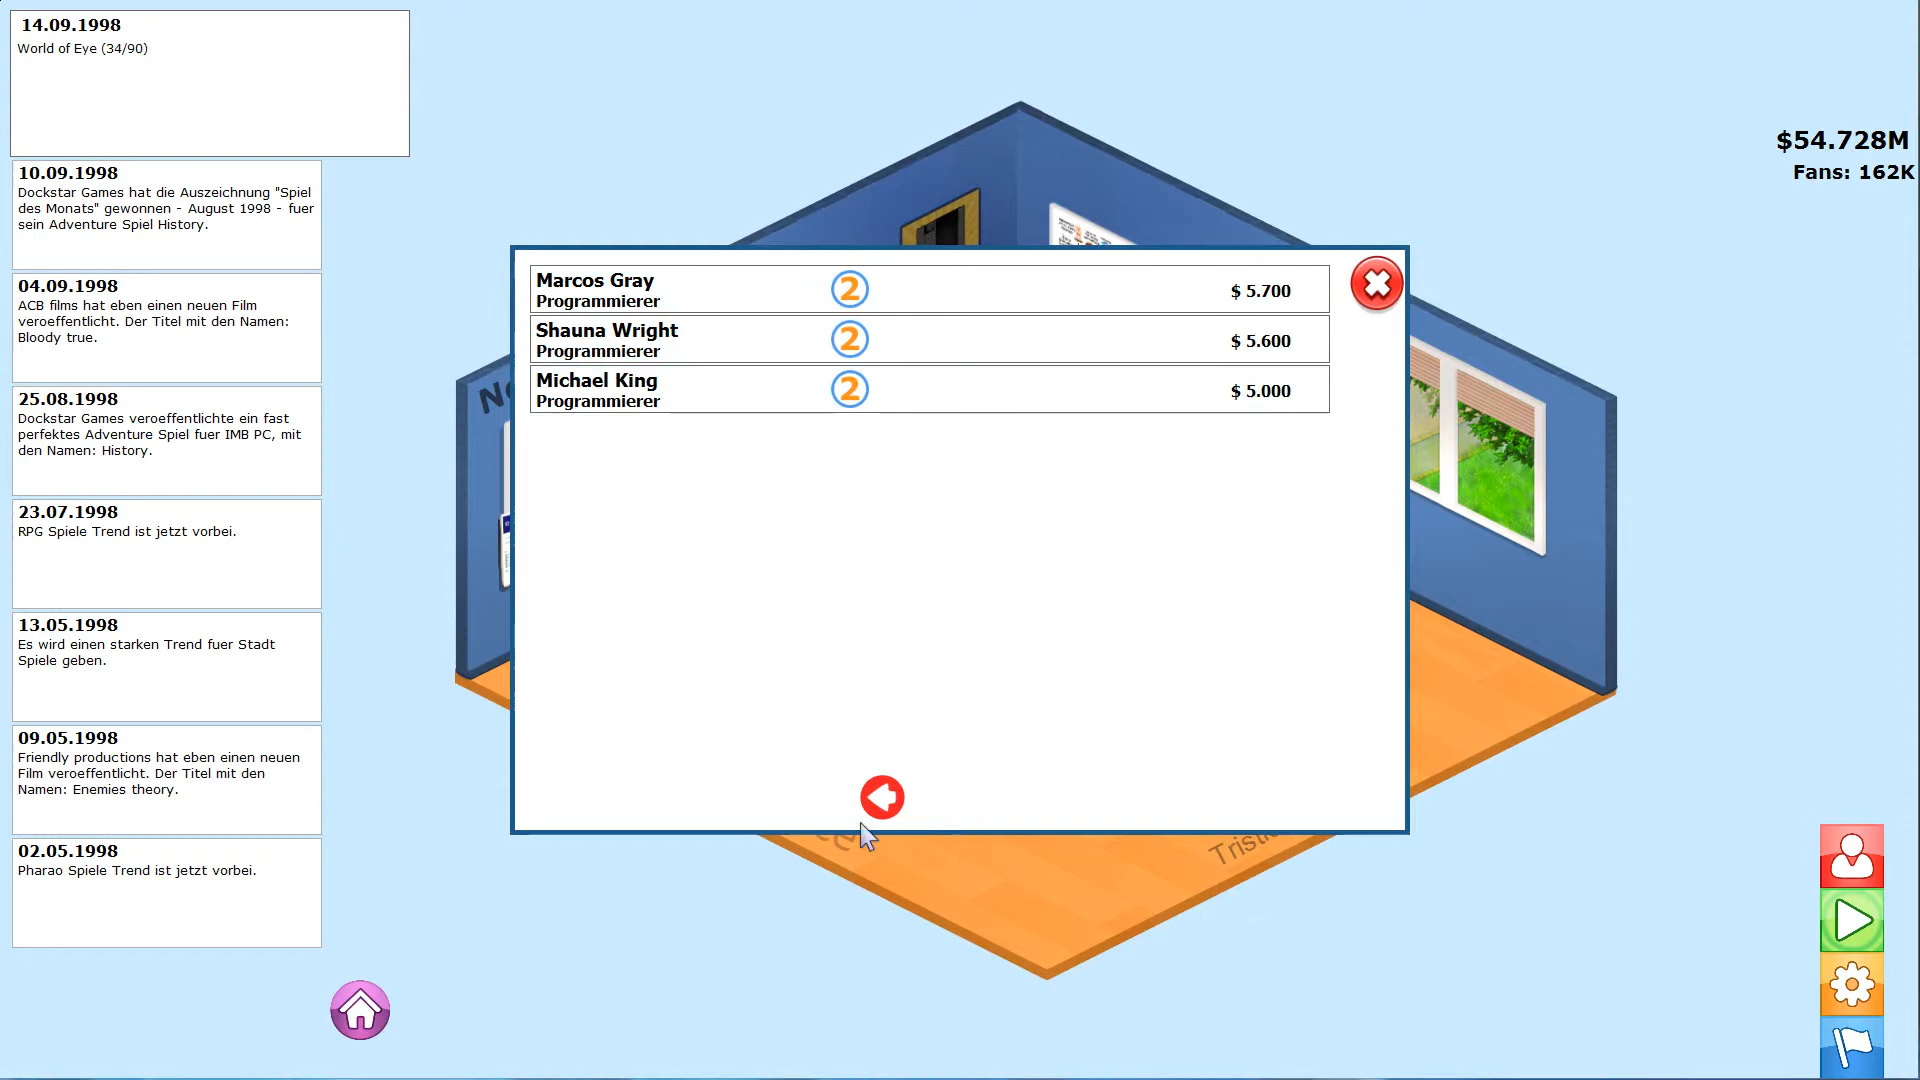 14.09.1998
World of Eye (34/90)
10.09.1998
Dockstar Games hat die Auszeichnung "Spiel
des Monats" gewonnen - August 1998 - fuer
sein Adventure Spiel History.
04.09.1998
ACB films hat eben einen neuen Film
veroeffentlicht. Der Titel mit den Namen:
Bloody true.
25.08.1998
Dockstar Games veroeffentlichte ein fast
perfektes Adventure Spiel fuer IMB PC, mit
den Namen: History.
23.07.1998
RPG Spiele Trend ist jetzt vorbei.
13.05.1998
Es wird einen starken Trend fuer Stadt
Spiele geben.
09.05.1998
Friendly productions hat eben einen neuen
Film veroeffentlicht. Der Titel mit den
Namen: Enemies theory.
02.05.1998
Pharao Spiele Trend ist jetzt vorbei.
$54.728M
Fans: 162K
Marcos Gray
Programmierer
2
$ 5.700
Shauna Wright
Programmierer
2
$ 5.600
Michael King
Programmierer
2
$ 5.000